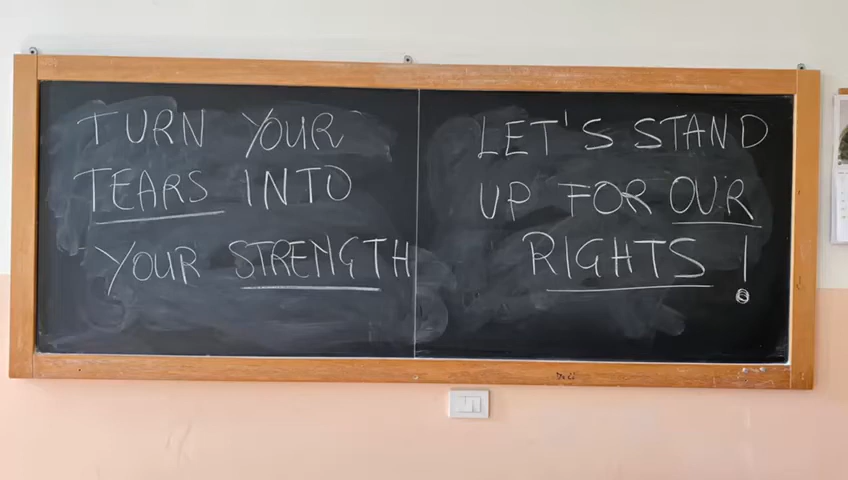 TURN YOUR
TEARS INTO
YOUR STRENGTH
LET'S STAND
UP FOR OUR
RIGHTS!